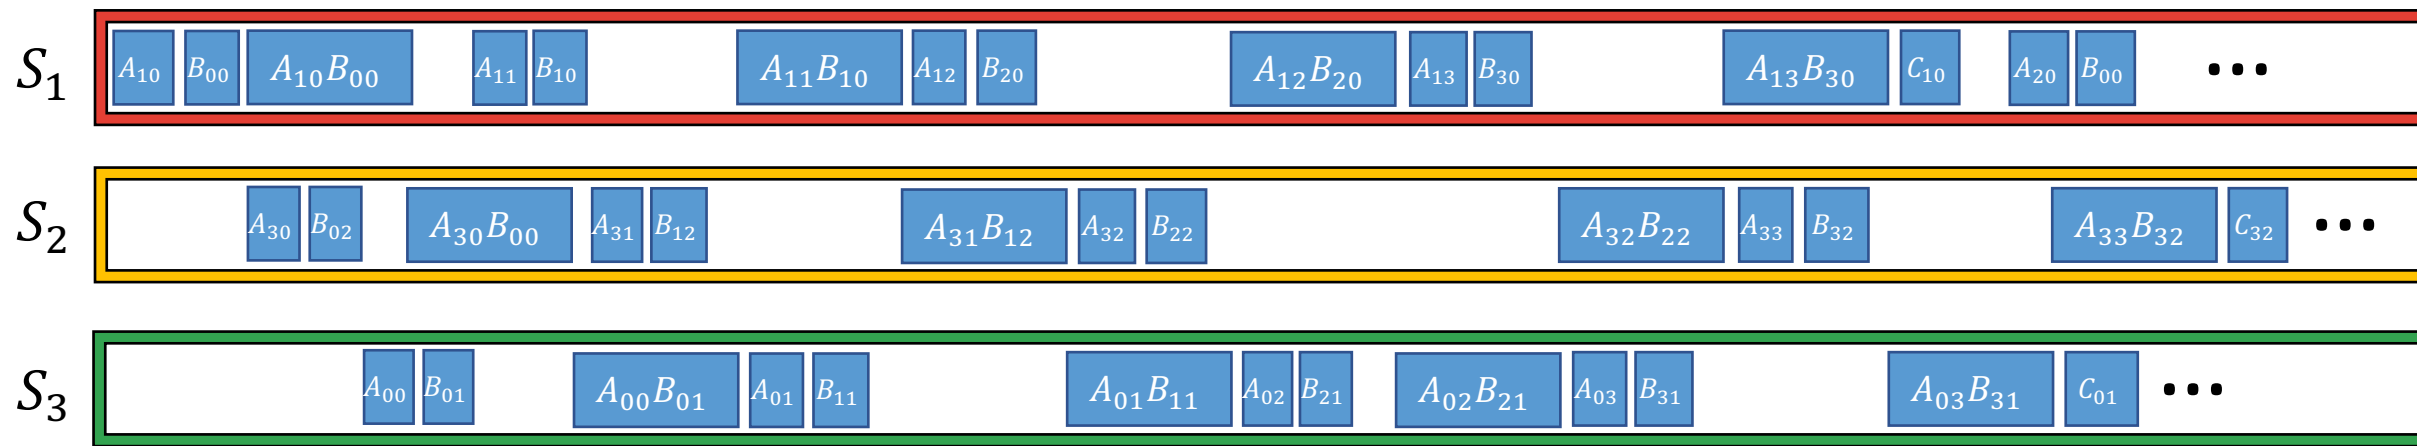 S₁ A₁₀ B₀₀ A₁₀B₀₀ A₁₁ B₁₀ A₁₁B₁₀ A₁₂ B₂₀ A₁₂B₂₀ A₁₃ B₃₀ A₁₃B₃₀ C₁₀ A₂₀ B₀₀ •••
S₂ A₃₀ B₀₂ A₃₀B₀₀ A₃₁ B₁₂ A₃₁B₁₂ A₃₂ B₂₂ A₃₂B₂₂ A₃₃ B₃₂ A₃₃B₃₂ C₃₂ •••
S₃ A₀₀ B₀₁ A₀₀B₀₁ A₀₁ B₁₁ A₀₁B₁₁ A₀₂ B₂₁ A₀₂B₂₁ A₀₃ B₃₁ A₀₃B₃₁ C₀₁ •••